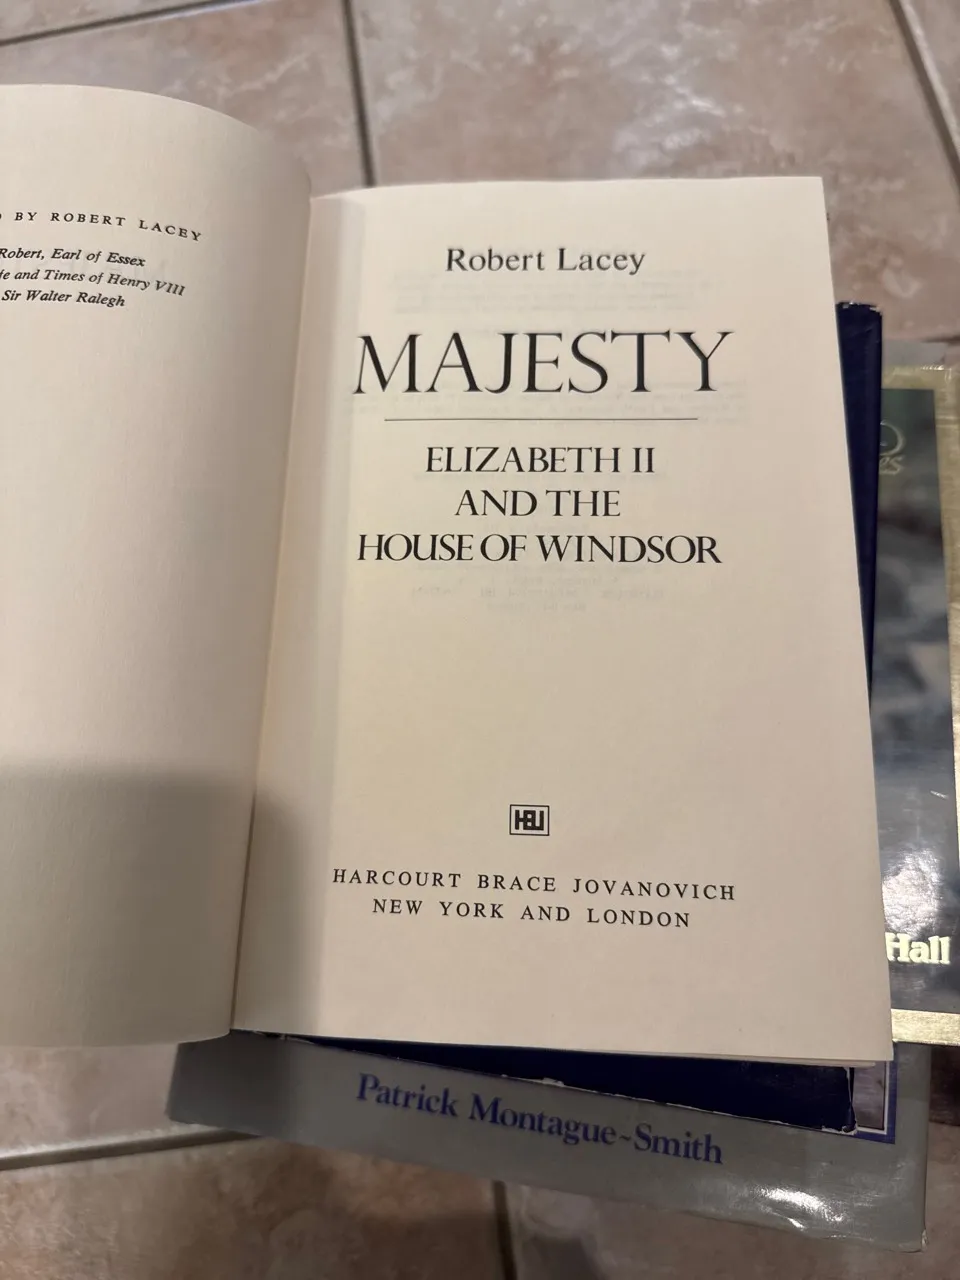 BY ROBERT LACEY
Robert, Earl of Essex
and Times of Henry VIII
Sir Walter Ralegh
Robert Lacey
MAJESTY
ELIZABETH II
AND THE
HOUSE OF WINDSOR
HBJ
HARCOURT BRACE JOVANOVICH
NEW YORK AND LONDON
Hall
Patrick Montague~Smith